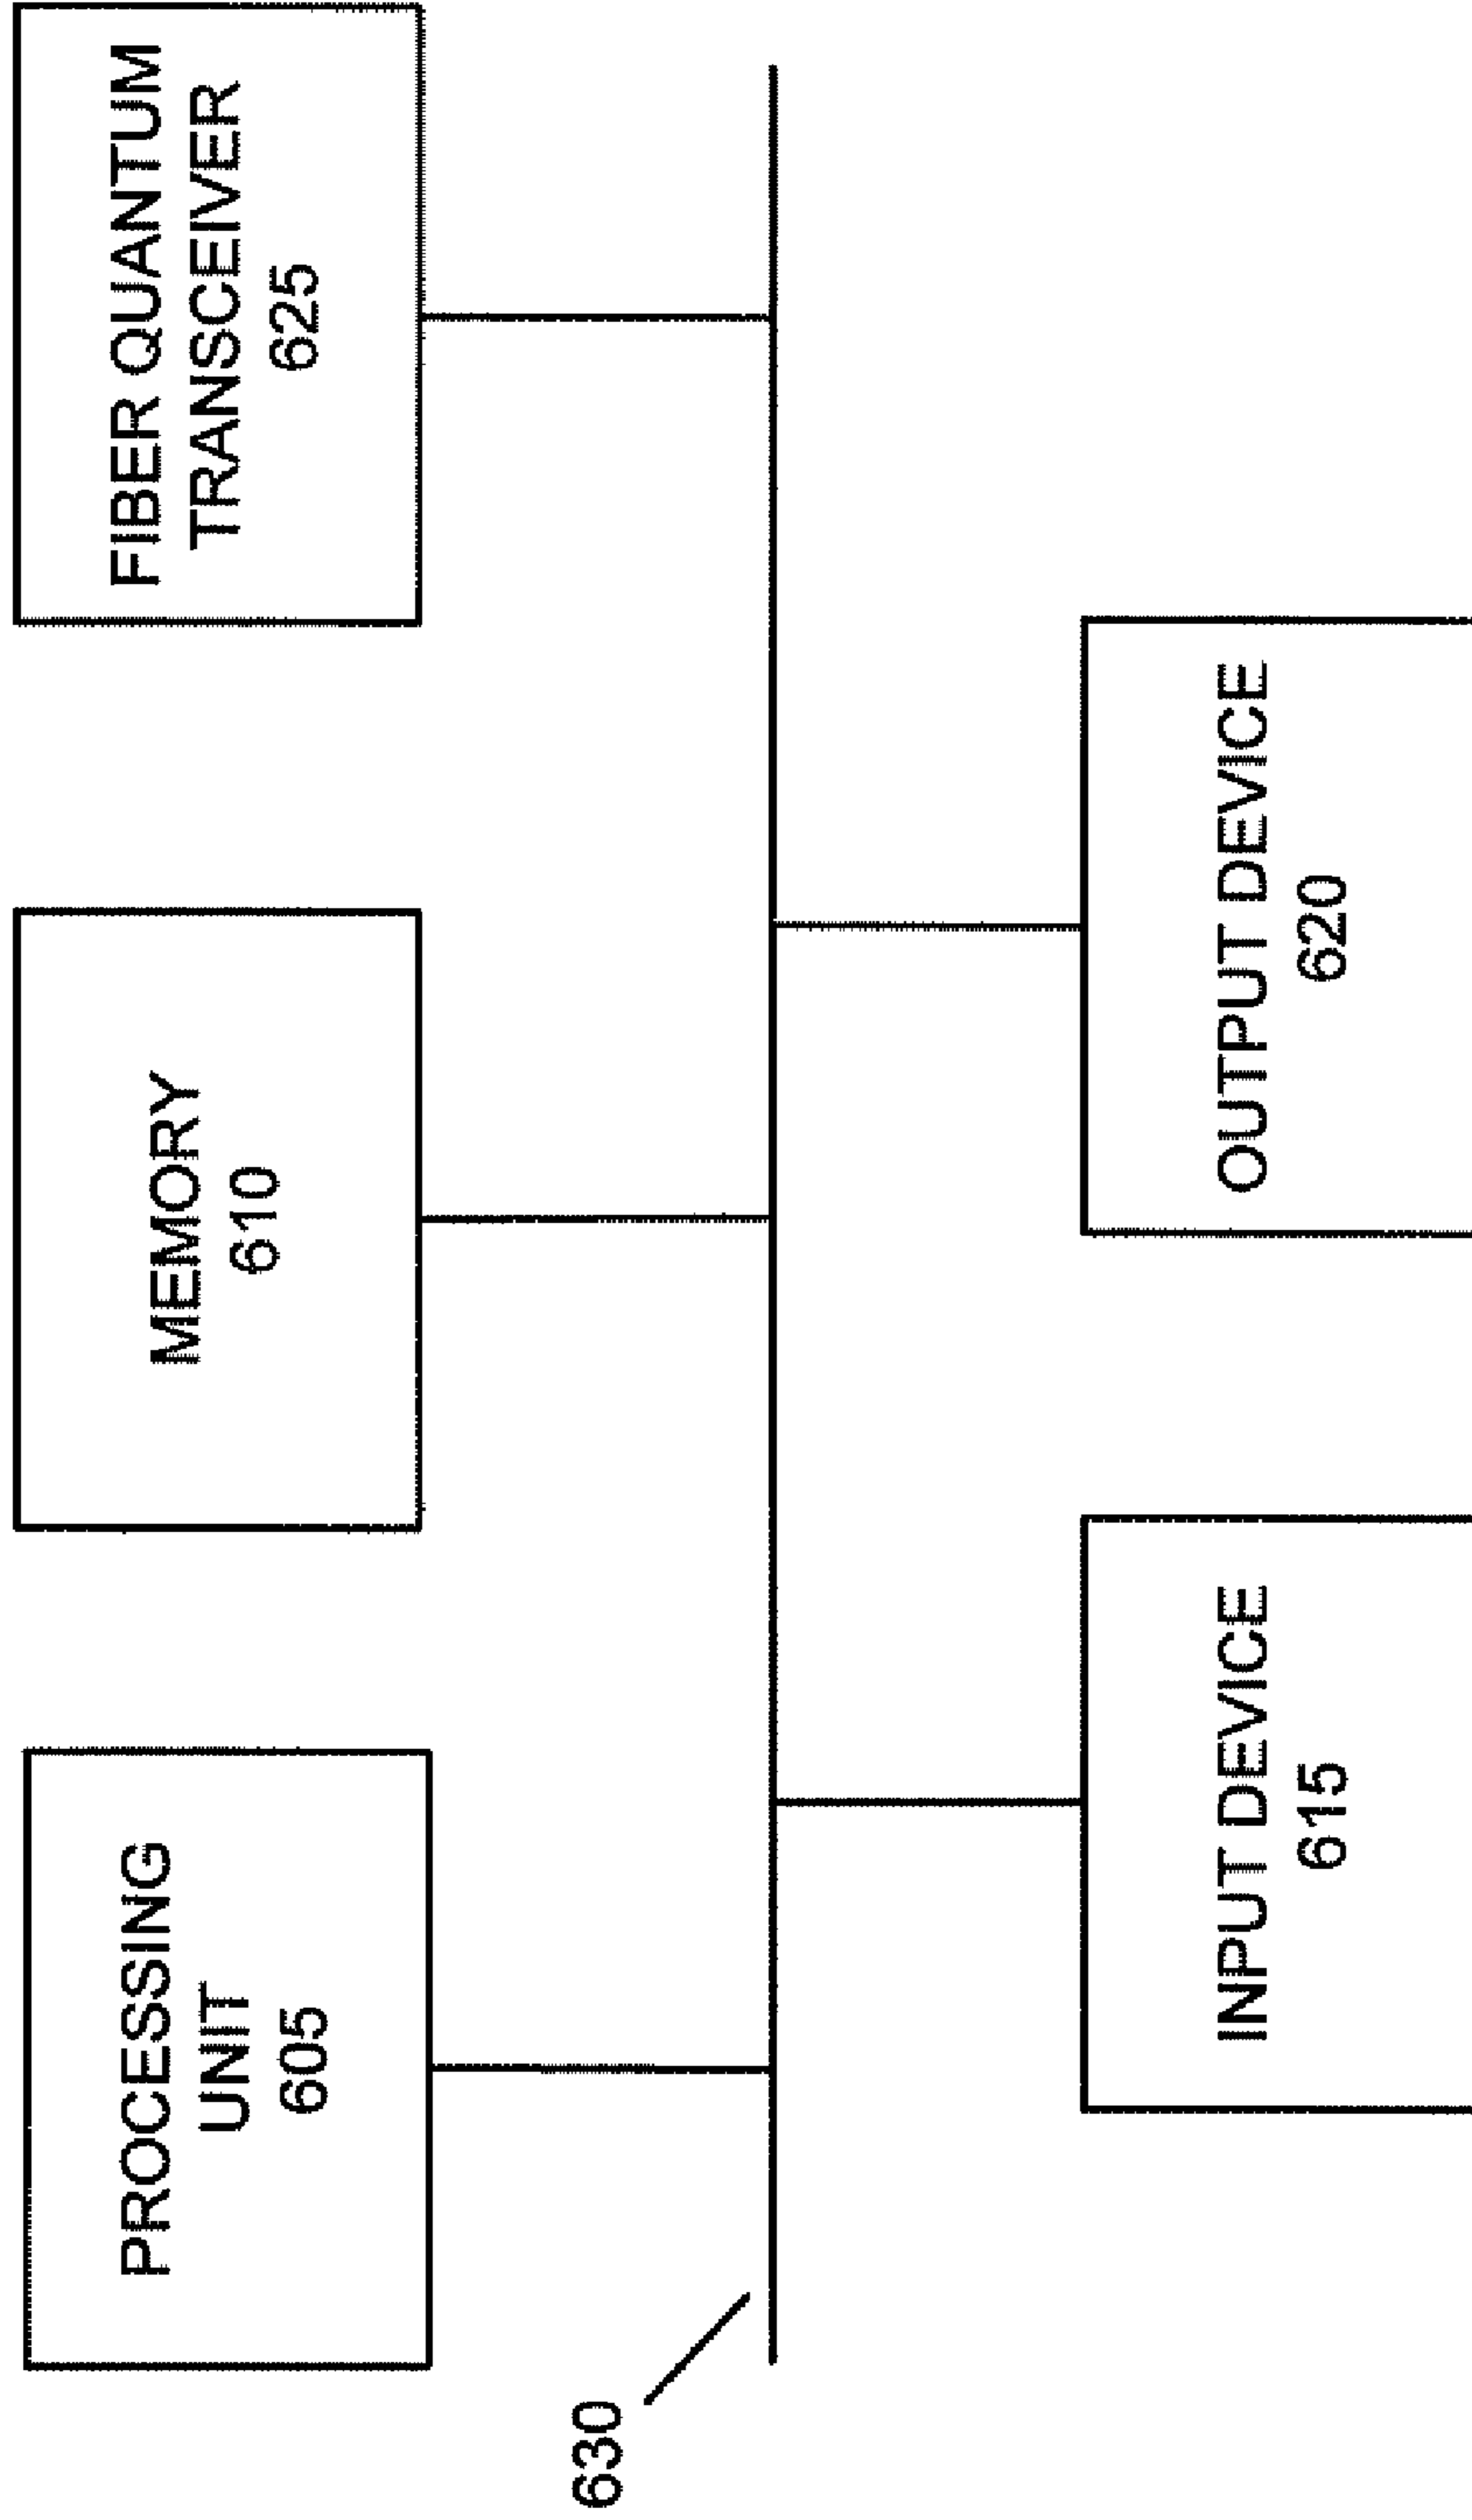 PROCESSING
UNIT
605
MEMORY
610
FIBER QUANTUM
TRANSCEIVER
625
630
INPUT DEVICE
615
OUTPUT DEVICE
620